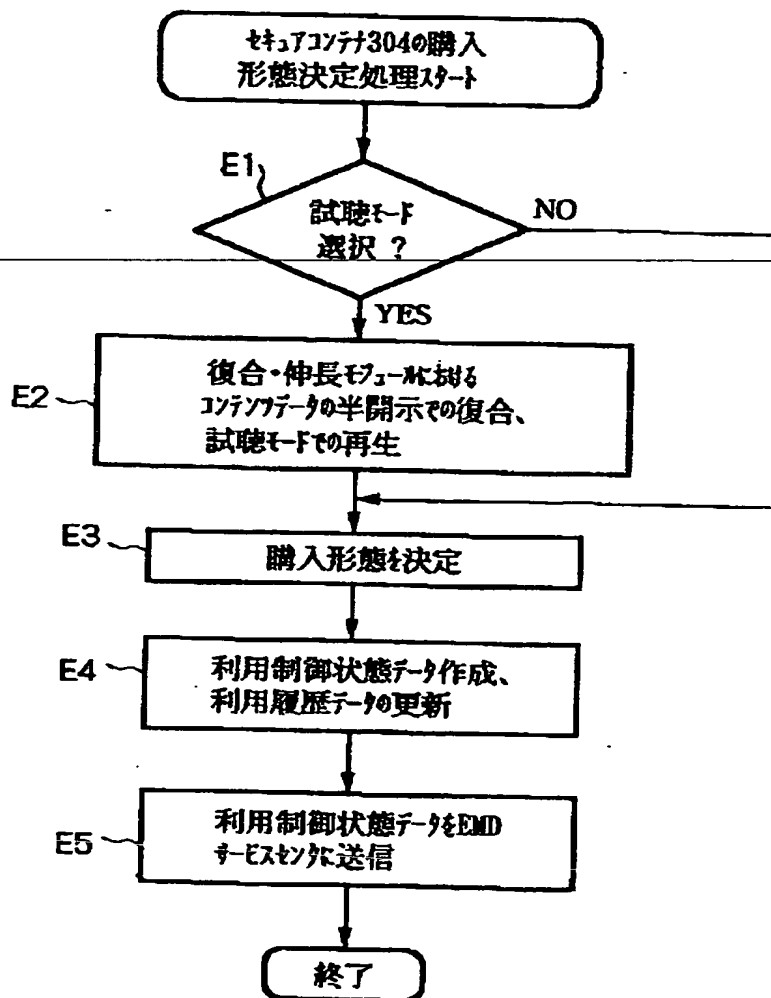 セキュアコンテナ304の購入
形態決定処理スタート
E1
試聴モード
選択 ?
NO
YES
E2
復合・伸長モジュールにおける
コンテンツデータの半開示での復合、
試聴モードでの再生
E3
購入形態を決定
E4
利用制御状態データ作成、
利用履歴データの更新
E5
利用制御状態データをEMD
サービスセンタに送信
終了